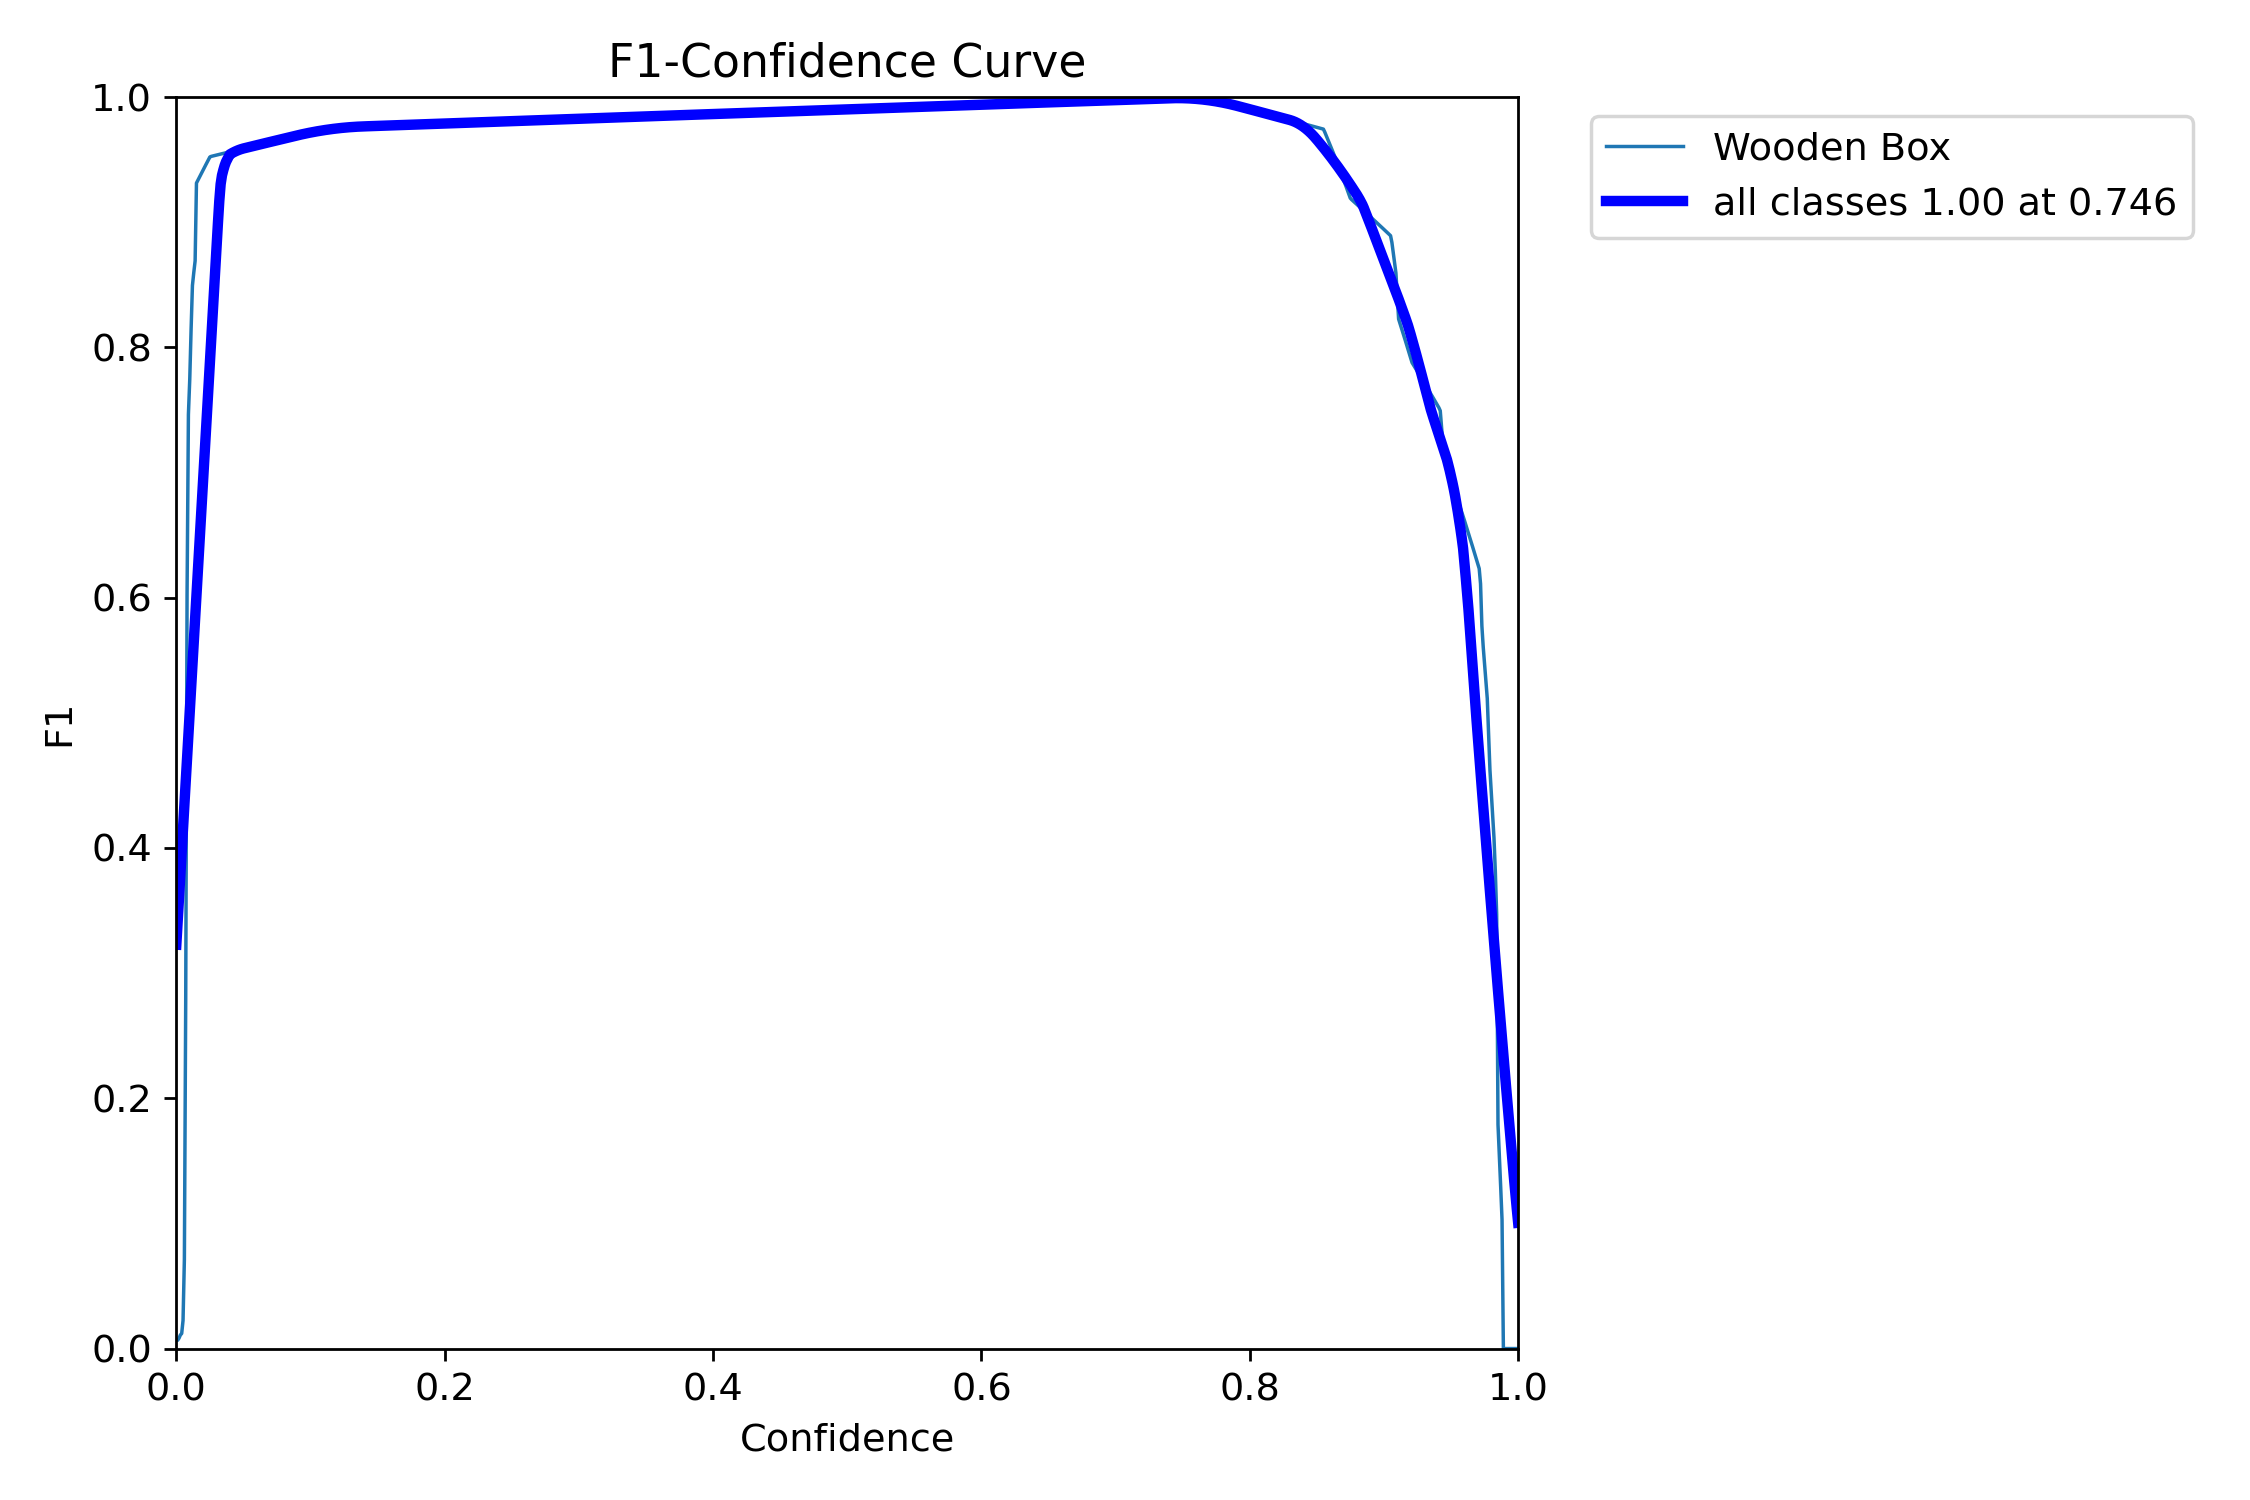 F1-Confidence Curve
1.0
0.8
0.6
0.4
0.2
0.0
F1
0.0 0.2 0.4 0.6 0.8 1.0
Confidence
Wooden Box
all classes 1.00 at 0.746